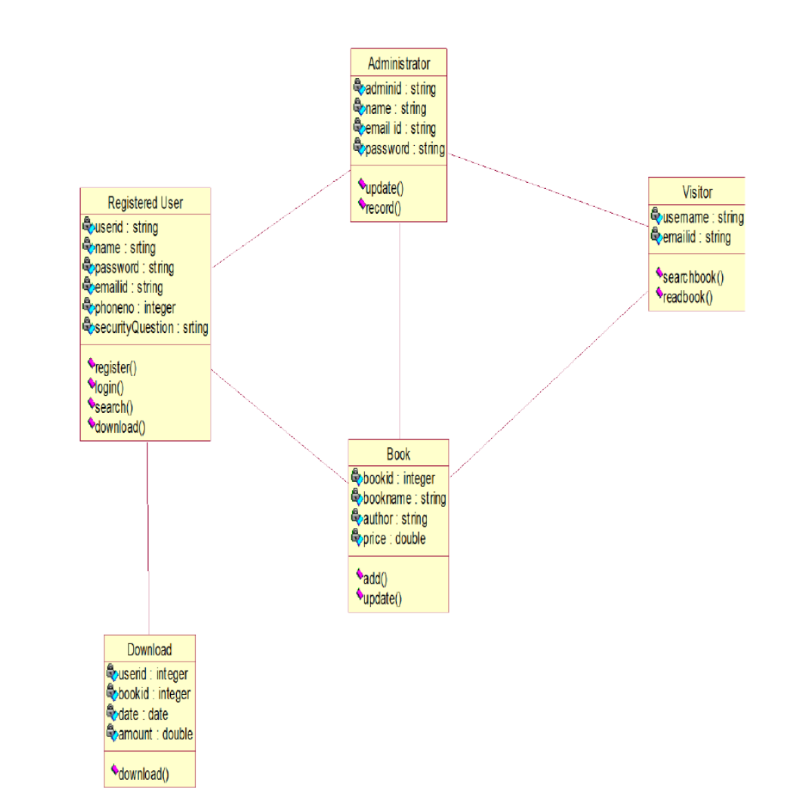 Administrator
adminid : string
name : string
email id : string
password : string
update()
record()
Registered User
userid : string
name : srting
password : string
emailid : string
phoneno : integer
securityQuestion : srting
register()
login()
search()
download()
Visitor
username : string
emailid : string
searchbook()
readbook()
Book
bookid : integer
bookname : string
author : string
price : double
add()
update()
Download
userid : integer
bookid : integer
date : date
amount : double
download()